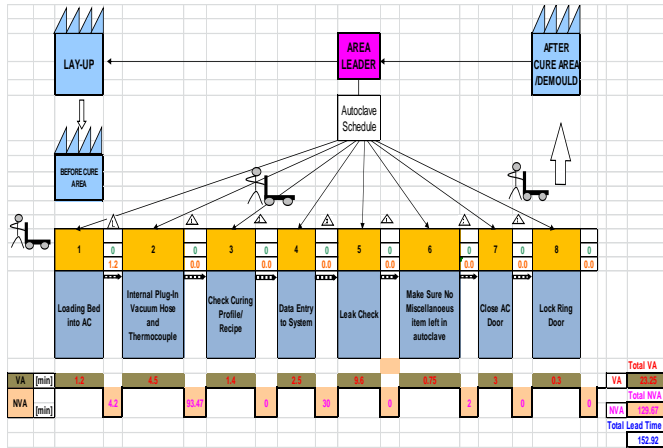 LAY-UP
AREA
LEADER
AFTER
CURE AREA
/DEMOULD
Autoclave
Schedule
BEFORE CURE
AREA
1
0
1.2
2
0
0.0
3
0
0.0
4
0
0.0
5
0
0.0
6
0
0.0
7
0
0.0
8
0
0.0
Loading Bed
into AC
Internal Plug-In
Vacuum Hose
and
Thermocouple
Check Curing
Profile/
Recipe
Data Entry
to System
Leak Check
Make Sure No
Miscellanoeus
item left in
autoclave
Close AC
Door
Lock Ring
Door
Total VA
VA [min] 1.2 4.5 1.4 2.5 9.6 0.75 3 0.3 VA 23.25
Total NVA
NVA [min] 4.2 93.47 0 30 2 0 0 NVA 129.67
Total Lead Time
152.92